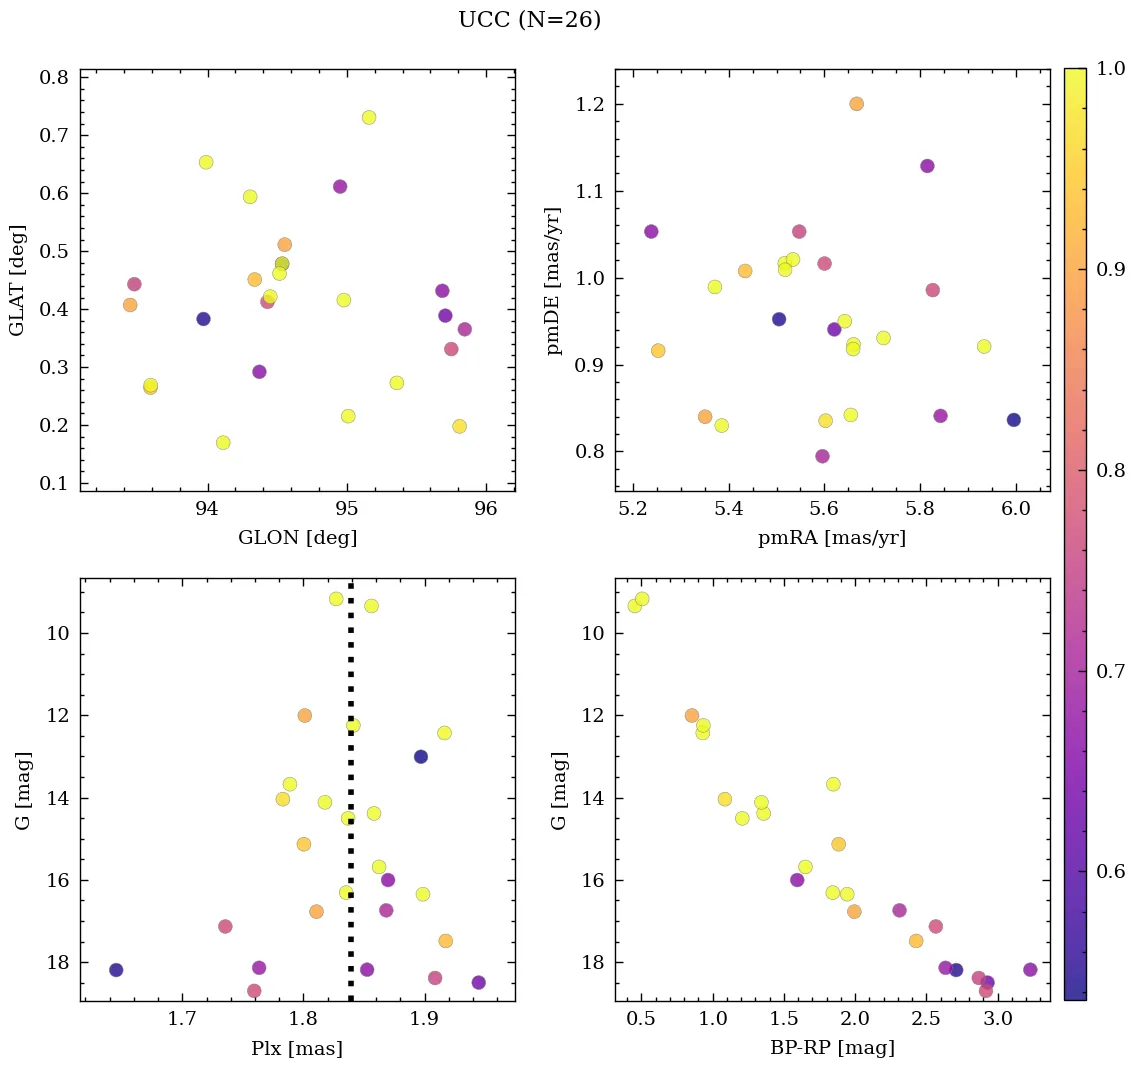 UCC (N=26)
0.8
0.7
0.6
0.5
0.4
0.3
0.2
0.1
GLAT [deg]
94 95 96
GLON [deg]
1.2
1.1
1.0
0.9
0.8
pmDE [mas/yr]
5.2 5.4 5.6 5.8 6.0
pmRA [mas/yr]
1.0
0.9
0.8
0.7
0.6
10
12
14
16
18
G [mag]
1.7 1.8 1.9
Plx [mas]
10
12
14
16
18
G [mag]
0.5 1.0 1.5 2.0 2.5 3.0
BP-RP [mag]